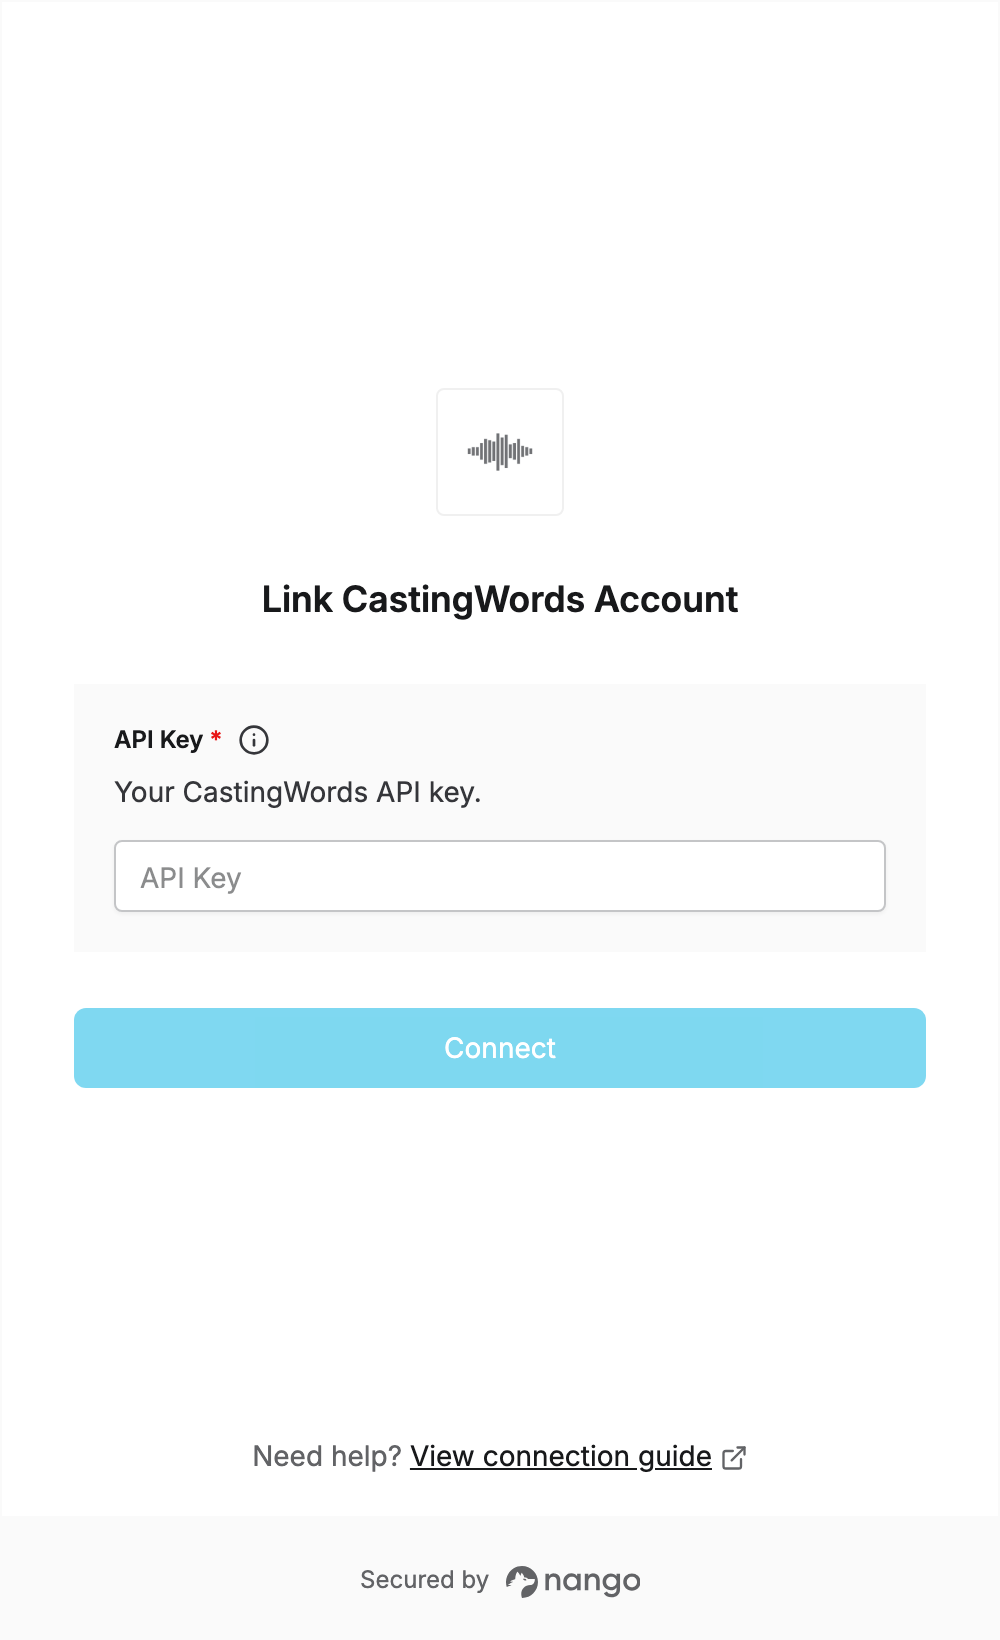 Link CastingWords Account
API Key *
Your CastingWords API key.
API Key
Connect
Need help? View connection guide
Secured by nango